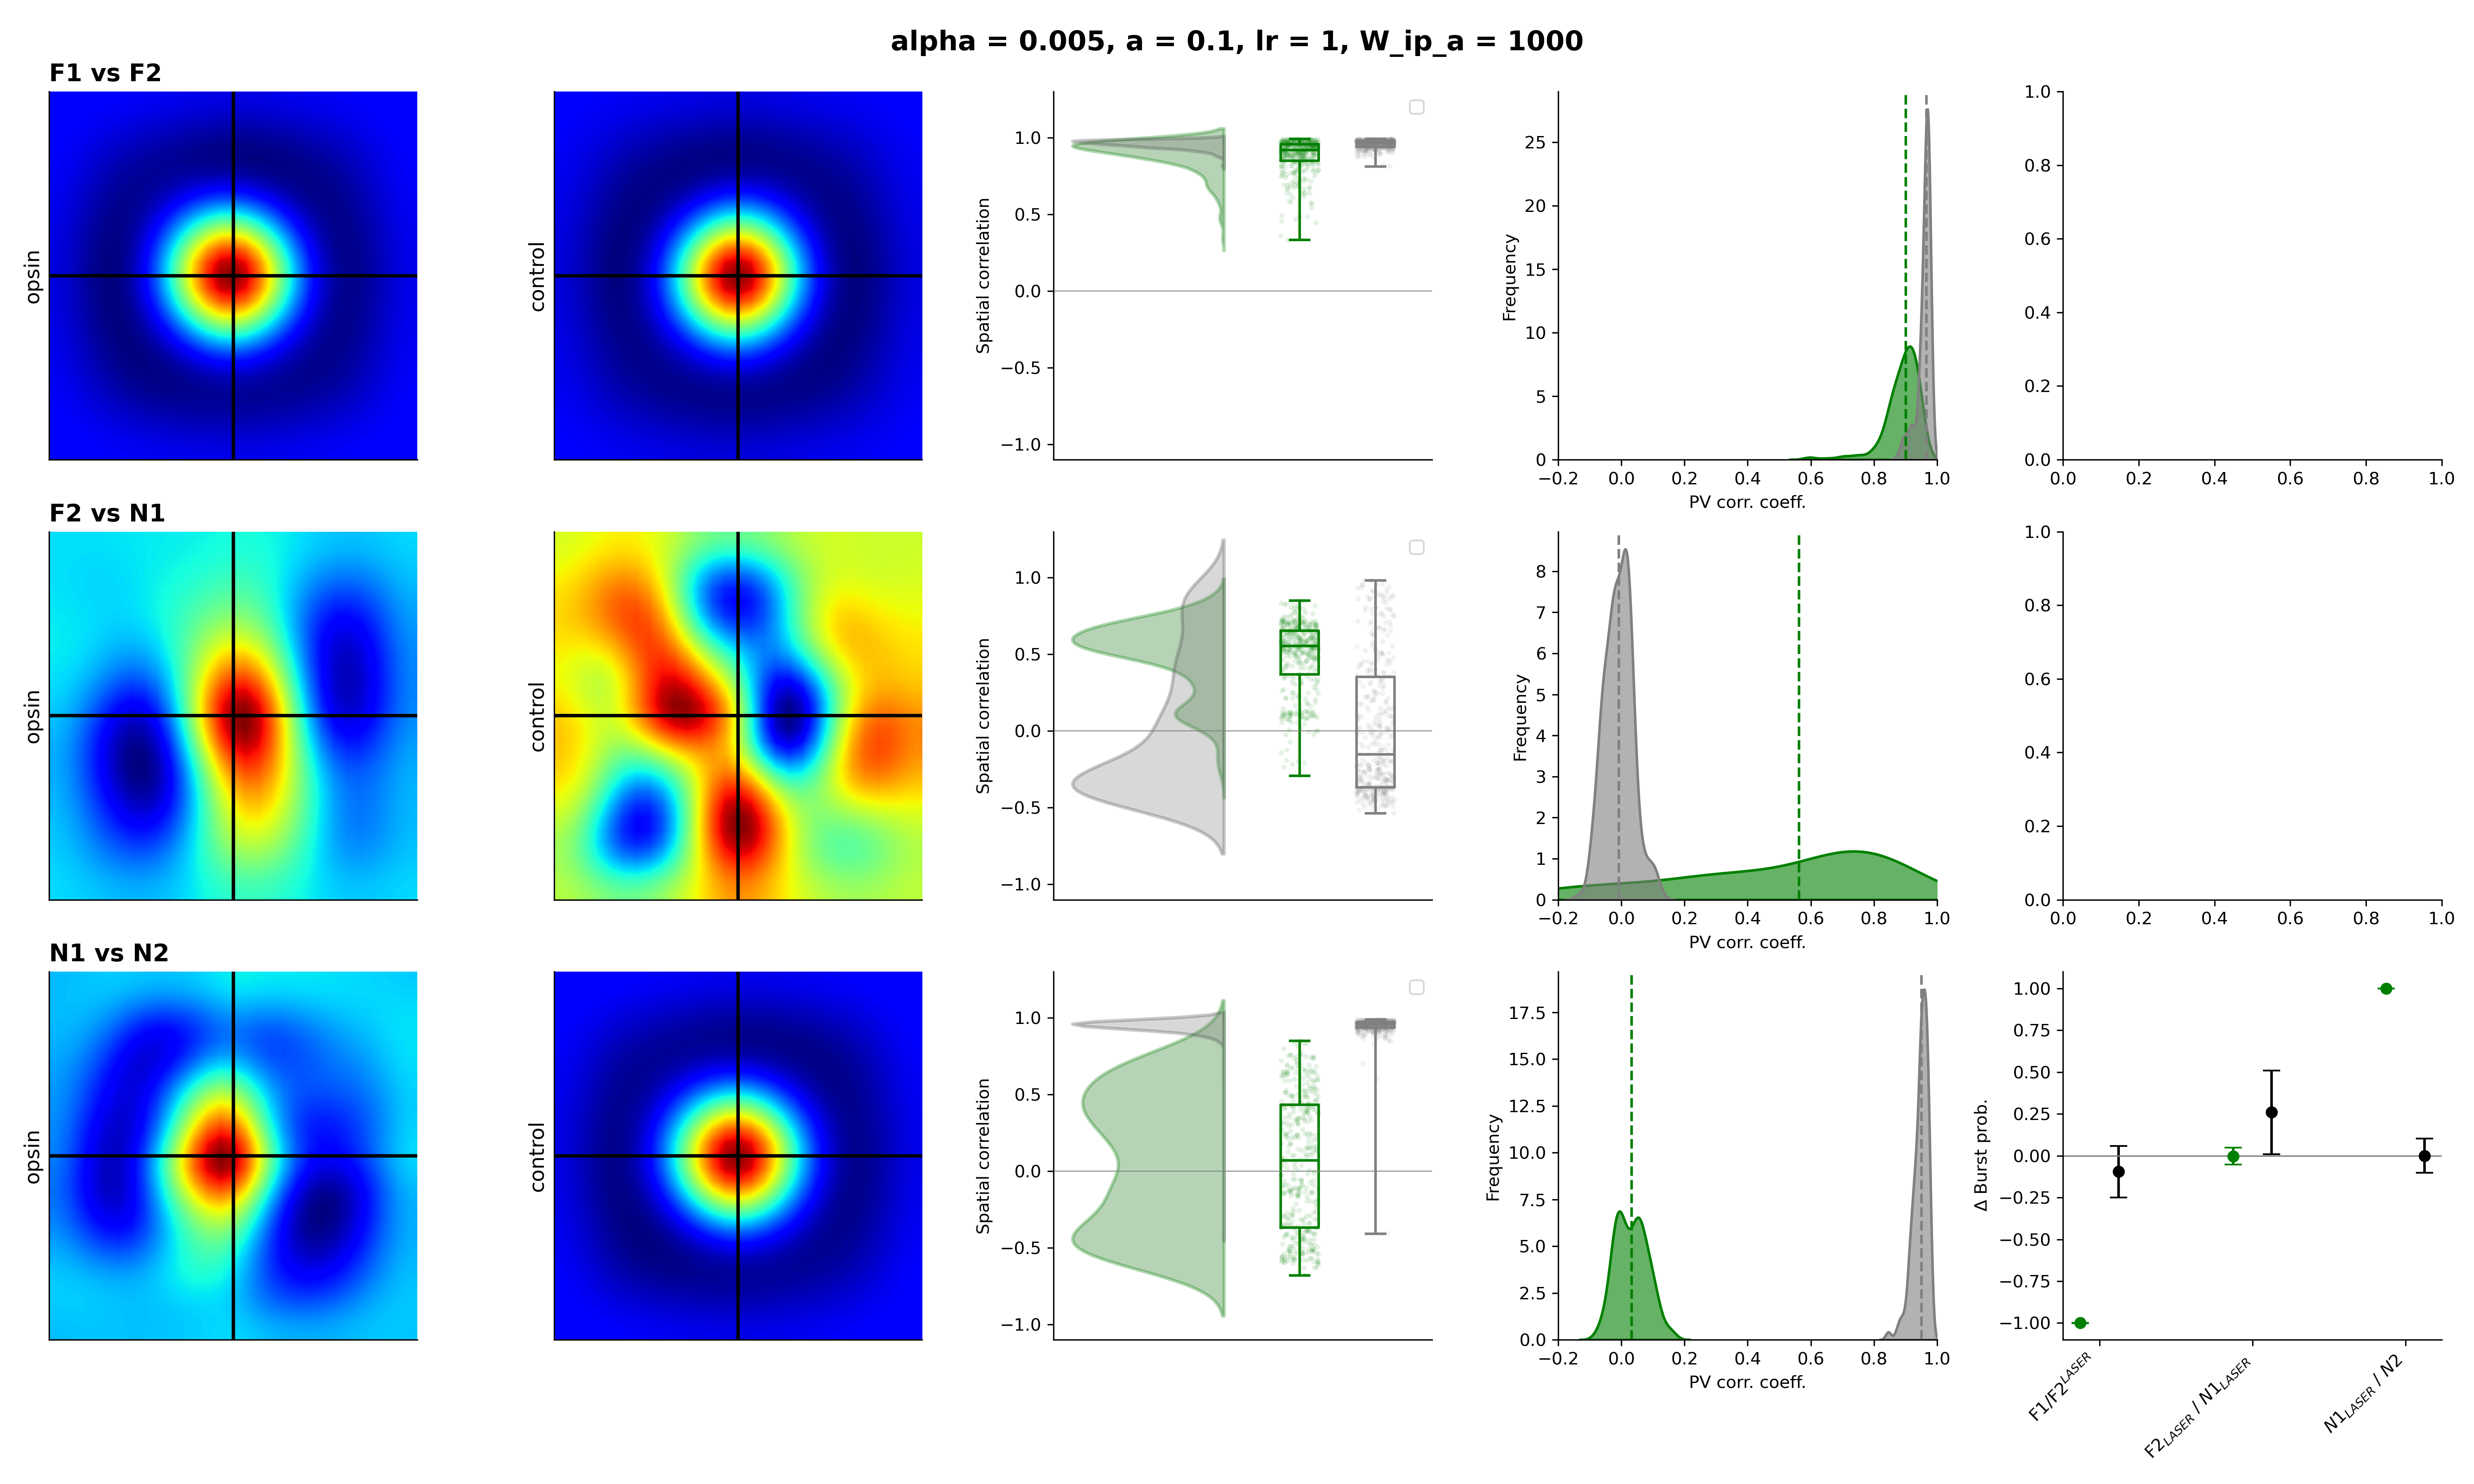 alpha = 0.005, a = 0.1, lr = 1, W_ip_a = 1000
F1 vs F2
opsin
control
Spatial correlation
1.0
0.5
0.0
−0.5
−1.0
Frequency
25
20
15
10
5
0
−0.2 0.0 0.2 0.4 0.6 0.8 1.0
PV corr. coeff.
1.0
0.8
0.6
0.4
0.2
0.0
0.0 0.2 0.4 0.6 0.8 1.0
F2 vs N1
opsin
control
Spatial correlation
1.0
0.5
0.0
−0.5
−1.0
Frequency
8
7
6
5
4
3
2
1
0
−0.2 0.0 0.2 0.4 0.6 0.8 1.0
PV corr. coeff.
1.0
0.8
0.6
0.4
0.2
0.0
0.0 0.2 0.4 0.6 0.8 1.0
N1 vs N2
opsin
control
Spatial correlation
1.0
0.5
0.0
−0.5
−1.0
Frequency
17.5
15.0
12.5
10.0
7.5
5.0
2.5
0.0
−0.2 0.0 0.2 0.4 0.6 0.8 1.0
PV corr. coeff.
Δ Burst prob.
1.00
0.75
0.50
0.25
0.00
−0.25
−0.50
−0.75
−1.00
F1/F2^LASER
F2_LASER / N1_LASER
N1_LASER / N2